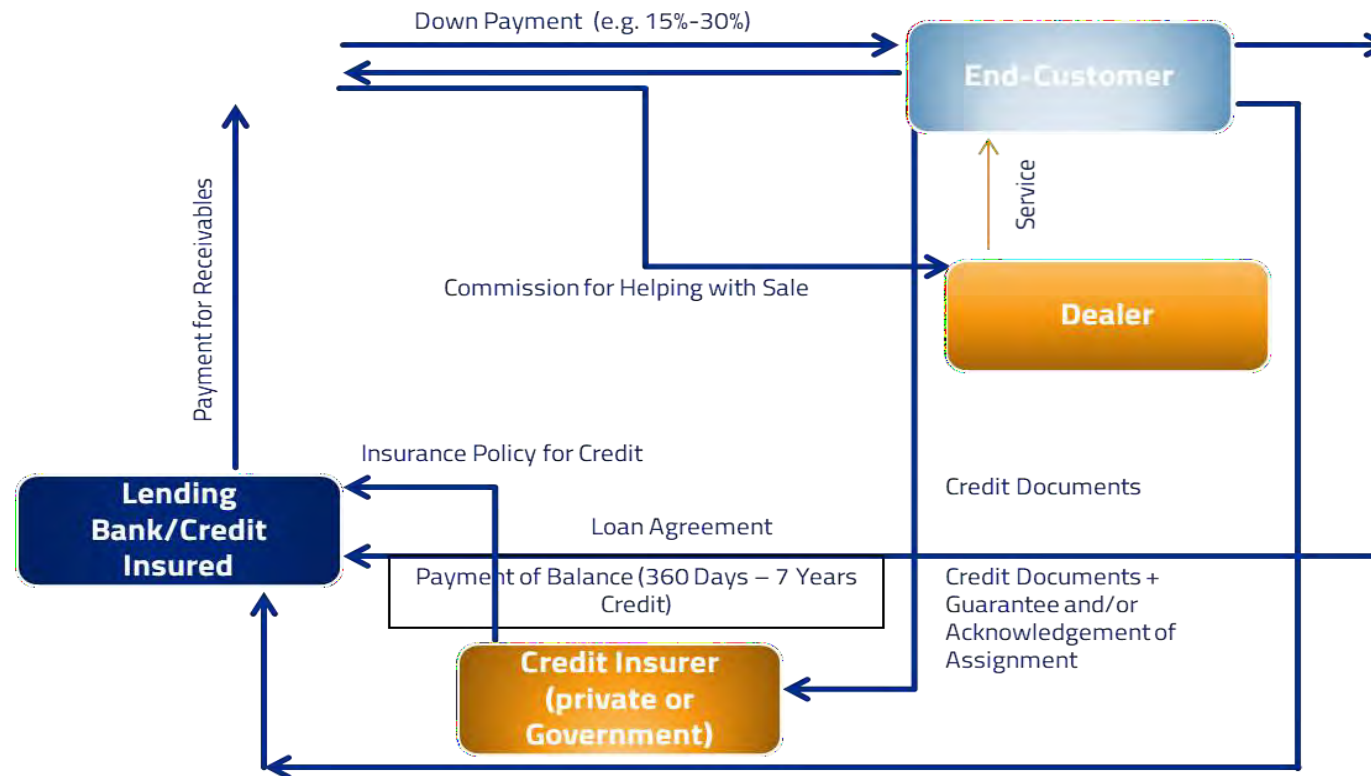 Down Payment (e.g. 15%-30%)
End-Customer
Service
Payment for Receivables
Commission for Helping with Sale
Dealer
Insurance Policy for Credit
Lending
Bank/Credit
Insured
Credit Documents
Loan Agreement
Payment of Balance (360 Days – 7 Years
Credit)
Credit Documents +
Guarantee and/or
Acknowledgement of
Assignment
Credit Insurer
(private or
Government)